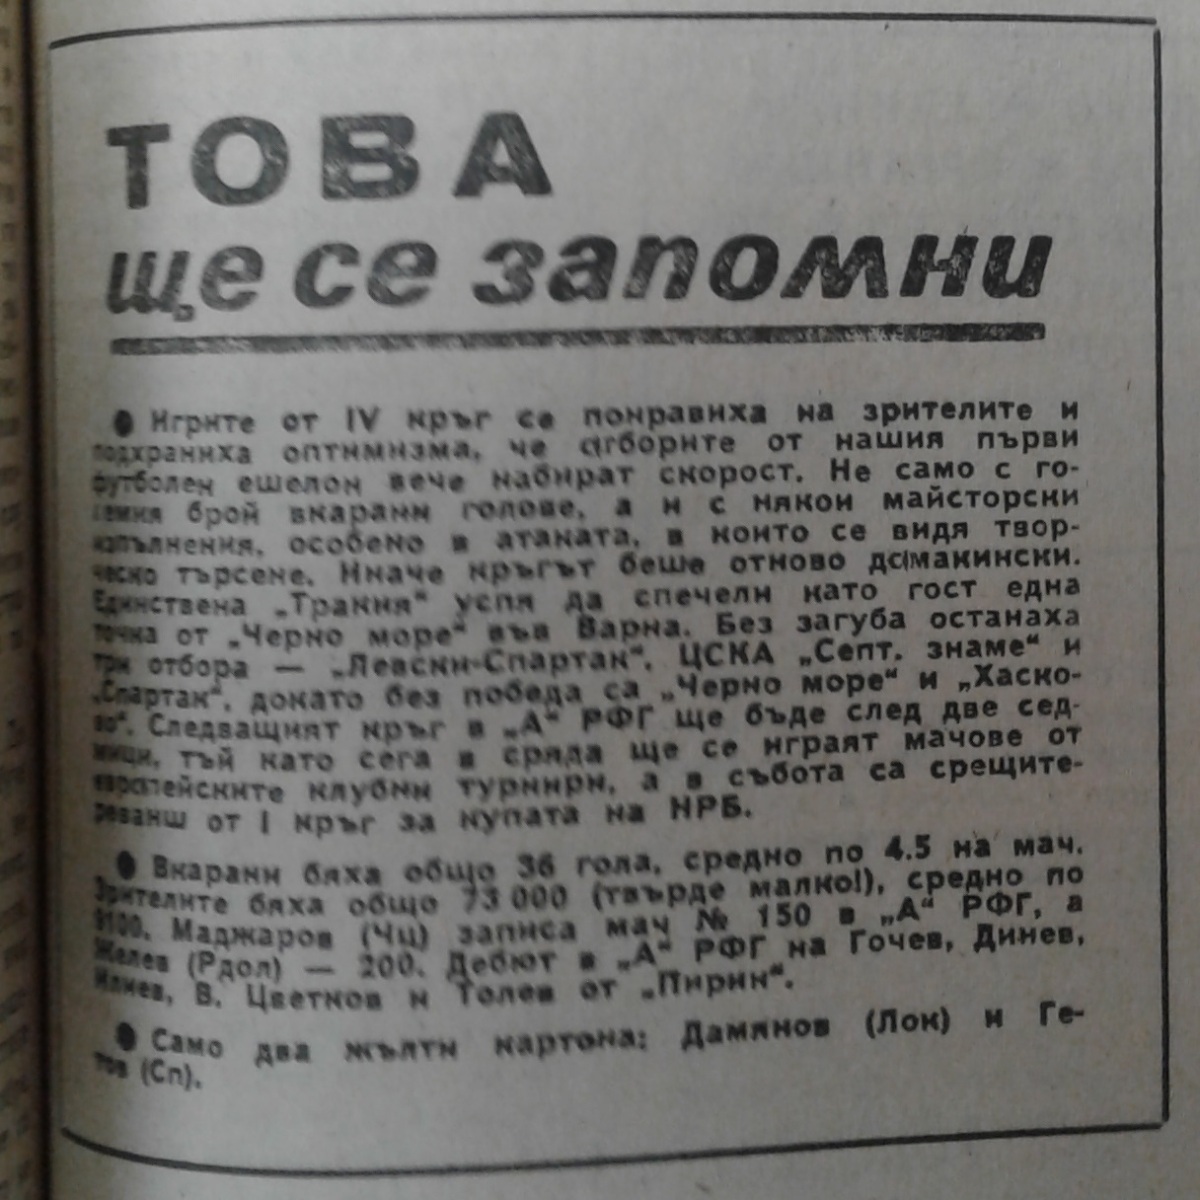 ТОВА
ще се запомни
● Игрите от IV кръг се понравиха на зрителите и
подхраниха оптимизма, че отборите от нашия първи
футболен ешелон вече набират скорост. Не само с го-
лемия брой вкарани голове, а и с някои майсторски
изпълнения, особено в атаката, в които се видя твор-
ческо търсене. Иначе кръгът беше отново домакински.
Единствена „Тракия“ успя да спечели като гост една
точка от „Черно море“ във Варна. Без загуба останаха
три отбора — „Левски-Спартак“, ЦСКА „Септ. знаме“ и
„Спартак“, докато без победа са „Черно море“ и „Хаско-
во“. Следващият кръг в „А“ РФГ ще бъде след две сед-
мици, тъй като сега в сряда ще се играят мачове от
европейските клубни турнири, а в събота са срещите-
реванш от I кръг за купата на НРБ.
● Вкарани бяха общо 36 гола, средно по 4.5 на мач.
Зрителите бяха общо 73 000 (твърде малко!), средно по
9100. Маджаров (Чц) записа мач № 150 в „А“ РФГ, а
Желев (Рдол) — 200. Дебют в „А“ РФГ на Гочев, Динев,
Илиев, В. Цветков и Толев от „Пирин“.
● Само два жълти картона: Дамянов (Лок) и Ге-
тов (Сп).